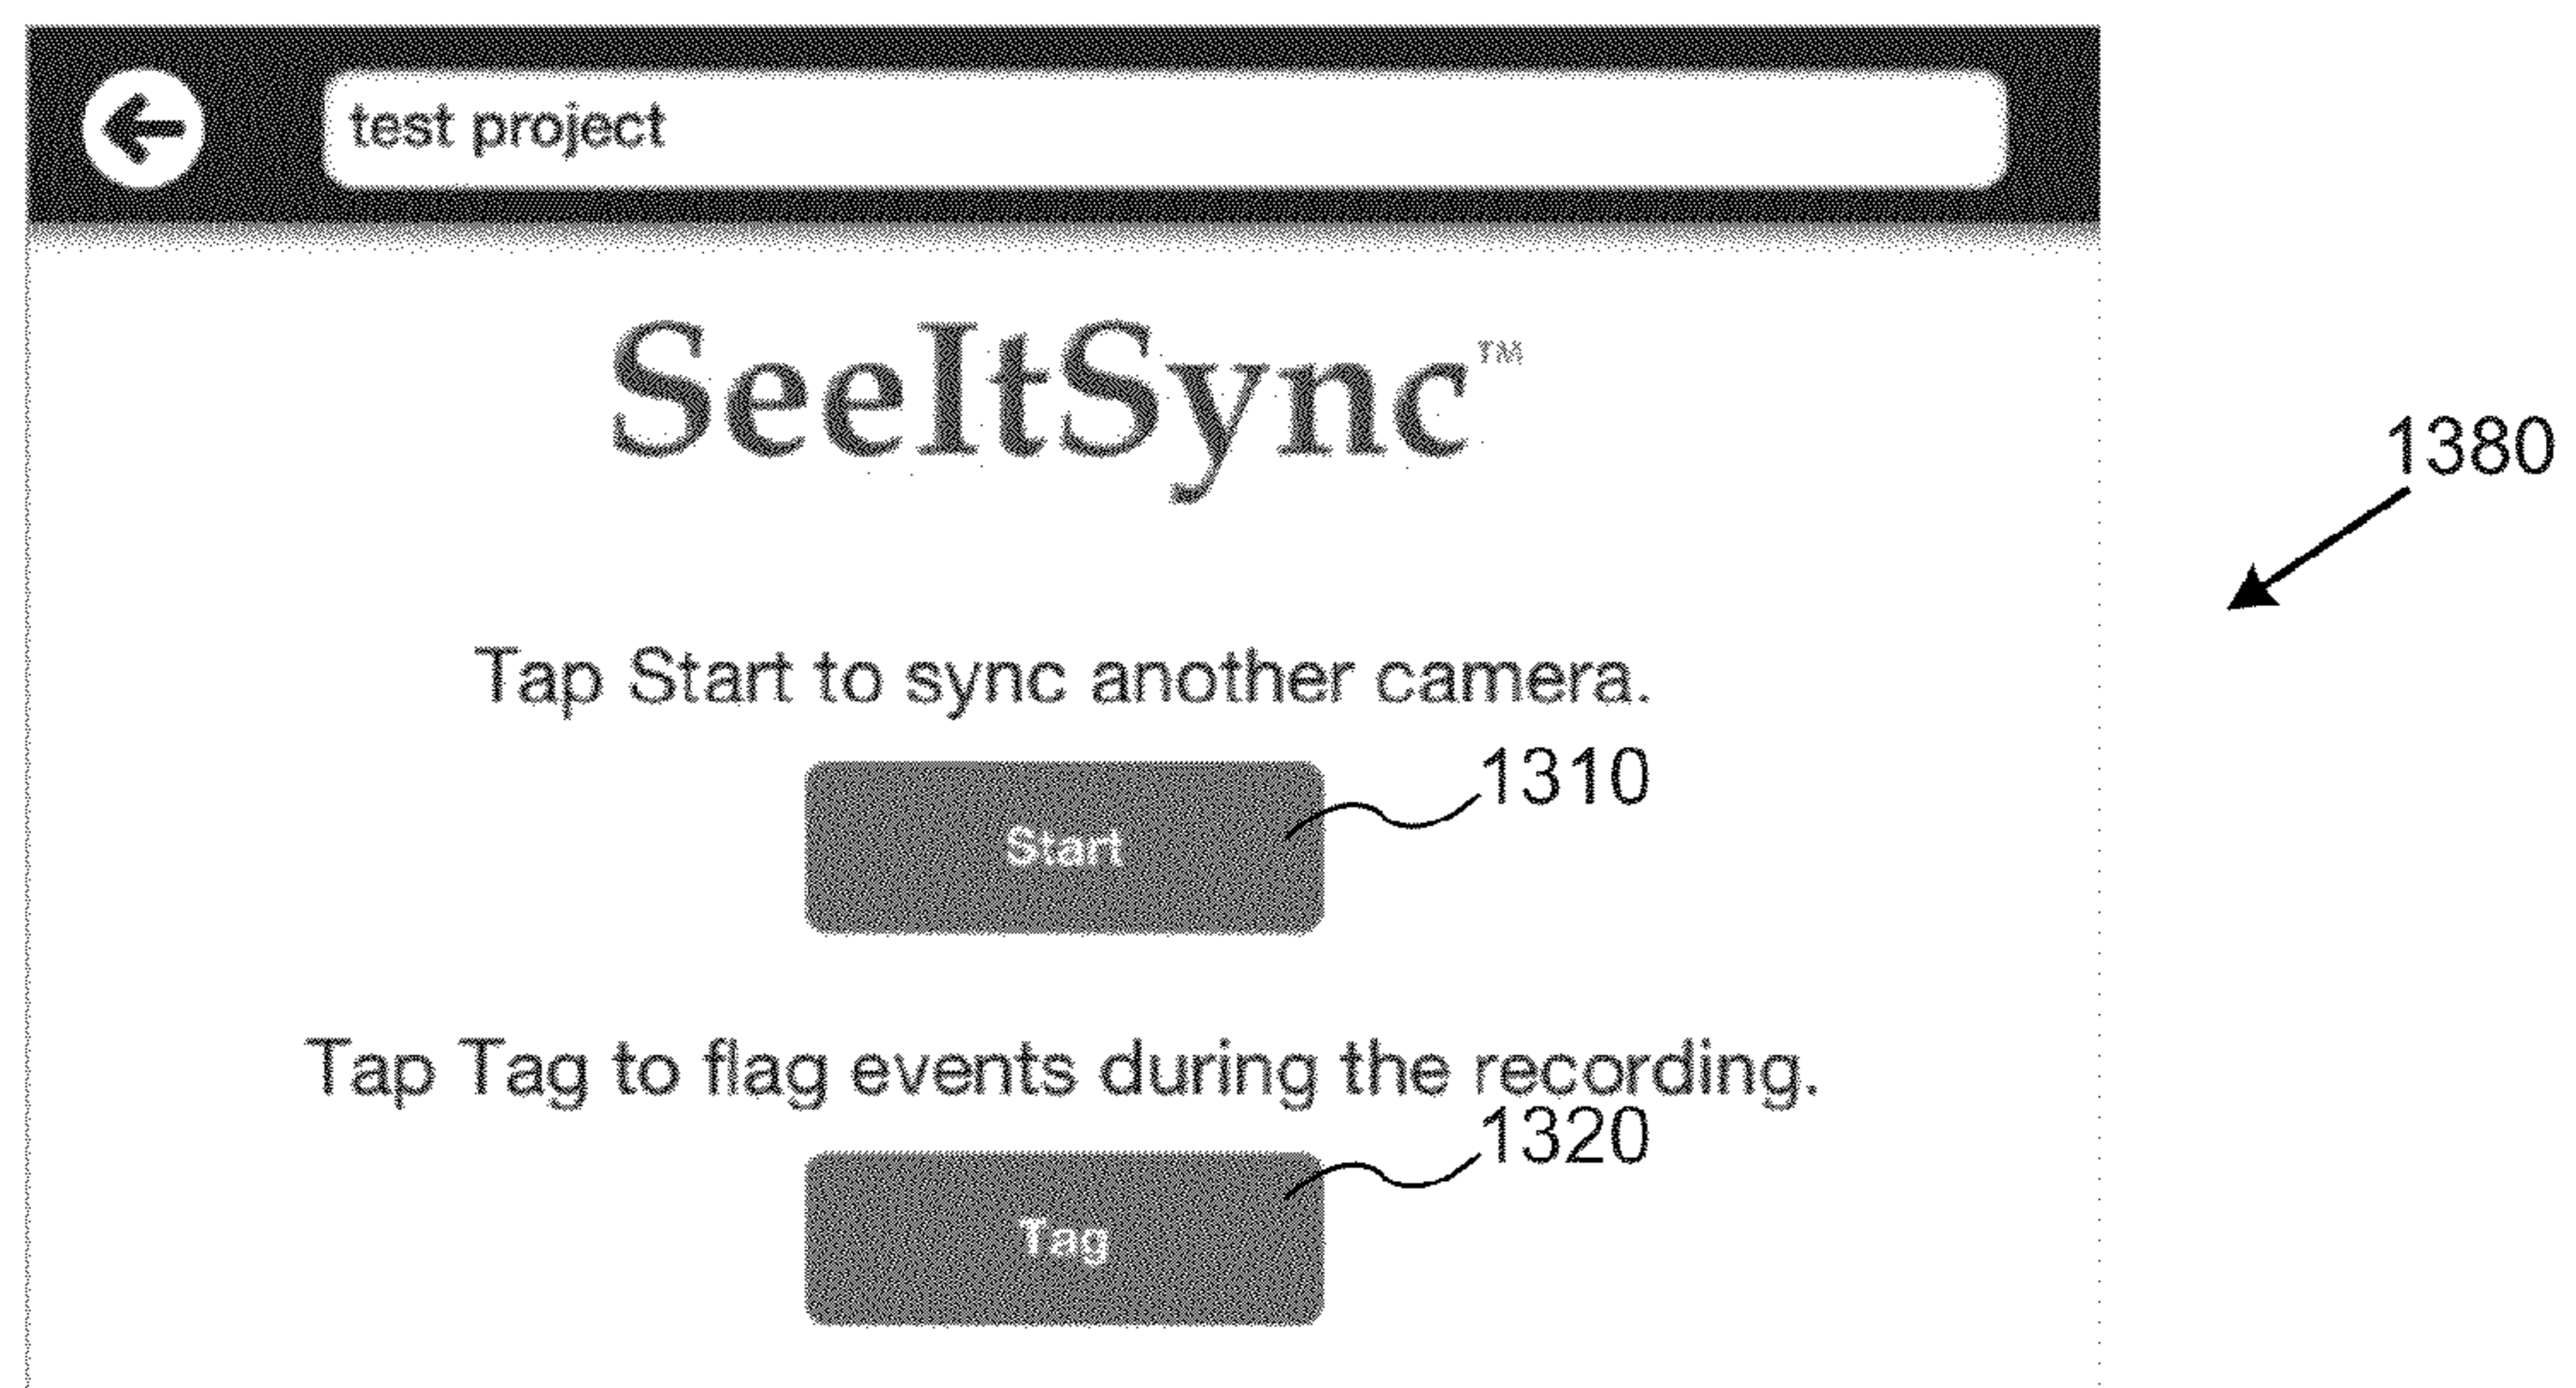 test project
SeeItSync™
1380
Tap Start to sync another camera.
1310
Start
Tap Tag to flag events during the recording.
1320
Tag